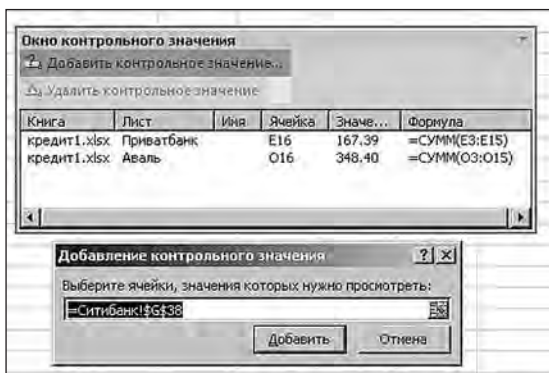 Окно контрольного значения
Добавить контрольное значение...
Удалить контрольное значение
Книга Лист Имя Ячейка Значе... Формула
кредит1.xlsx Приватбанк E16 167.39 =СУММ(E3:E15)
кредит1.xlsx Аваль O16 348.40 =СУММ(O3:O15)
Добавление контрольного значения
Выберите ячейки, значения которых нужно просмотреть:
=Ситибанк!$G$38
Добавить Отмена